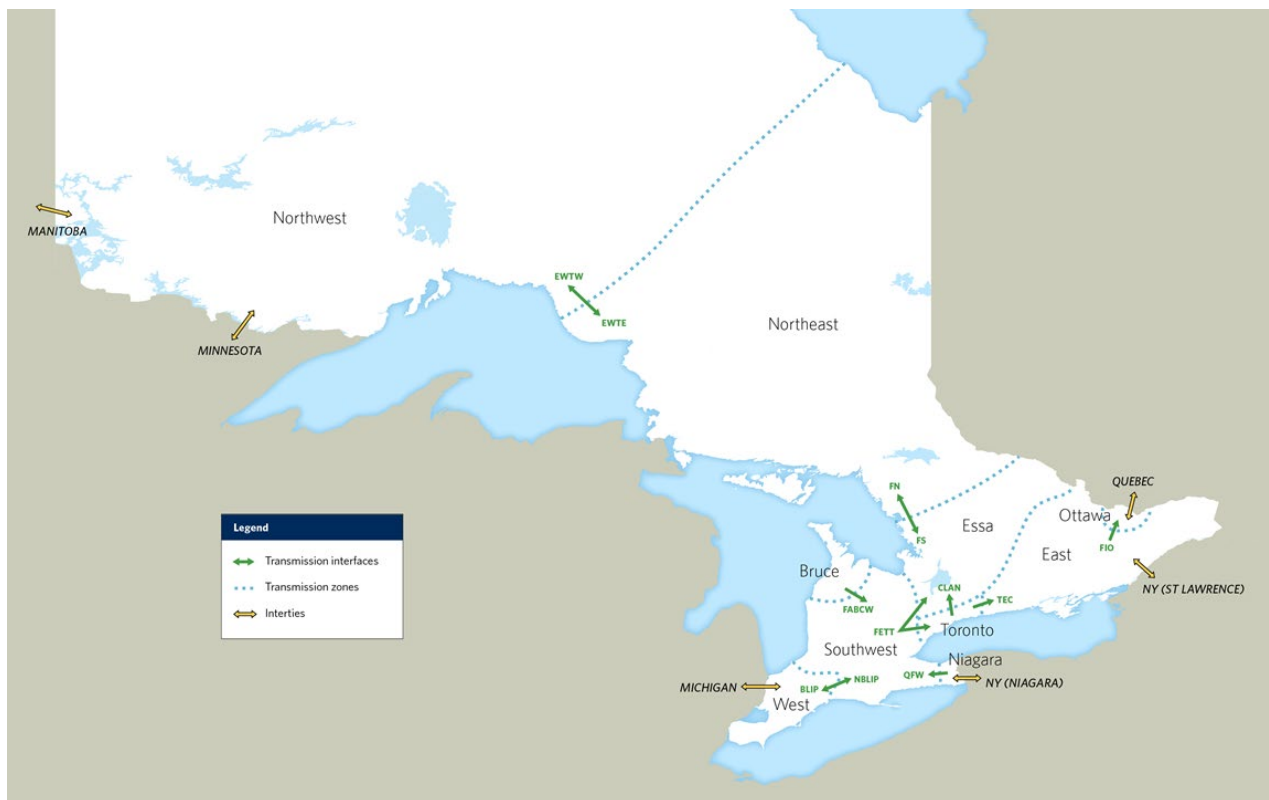 Northwest
MANITOBA
EWTW
EWTE
Northeast
MINNESOTA
FN
QUEBEC
Ottawa
Essa
FS
FIO
East
Bruce
CLAN
NY (ST LAWRENCE)
FABCW
TEC
FETT
Toronto
Southwest
Niagara
QFW
NBLIP
NY (NIAGARA)
MICHIGAN
BLIP
West
Legend
Transmission interfaces
Transmission zones
Interties